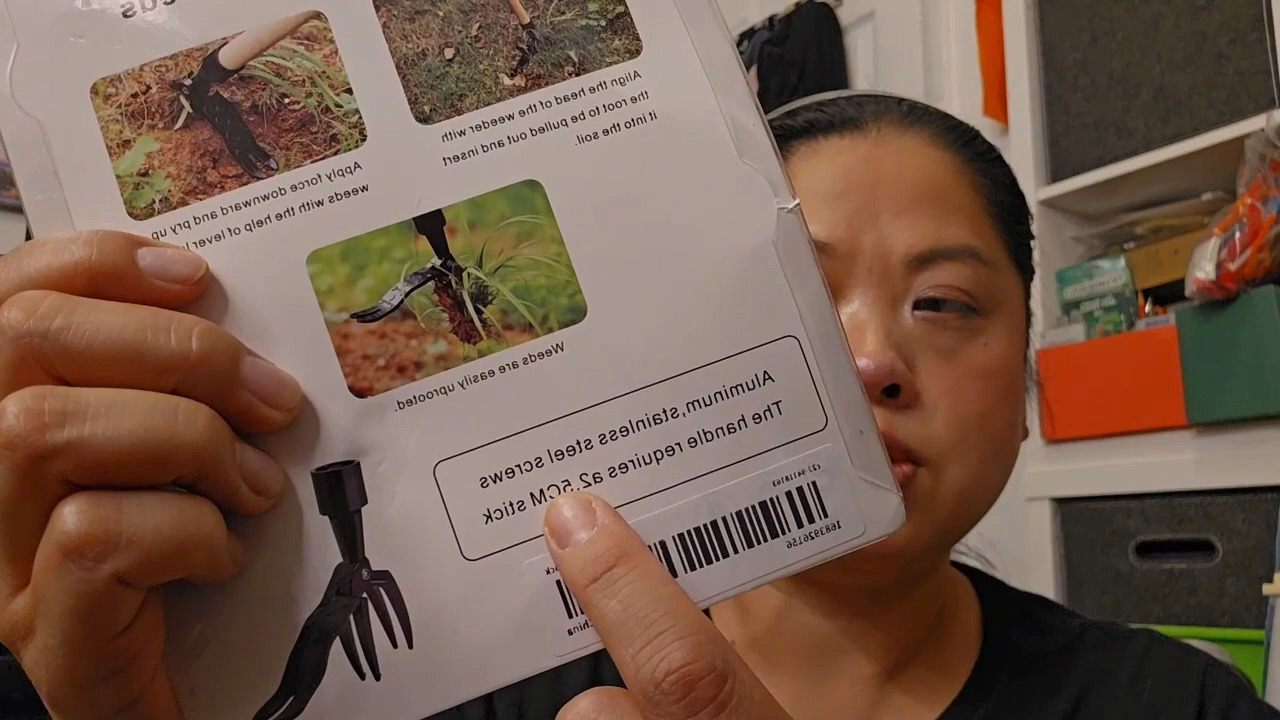 Align the head of the weeder with
the root to be pulled out and insert
it into the soil.
Apply force downward and pry up
weeds with the help of lever
Weeds are easily uprooted.
Aluminum,stainless steel screws
The handle requires a2.5CM stick
1683926156
China